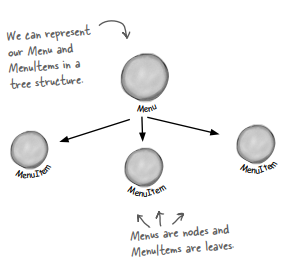 We can represent
our Menu and
MenuItems in a
tree structure.
Menu
MenuItem
MenuItem
MenuItem
Menus are nodes and
MenuItems are leaves.